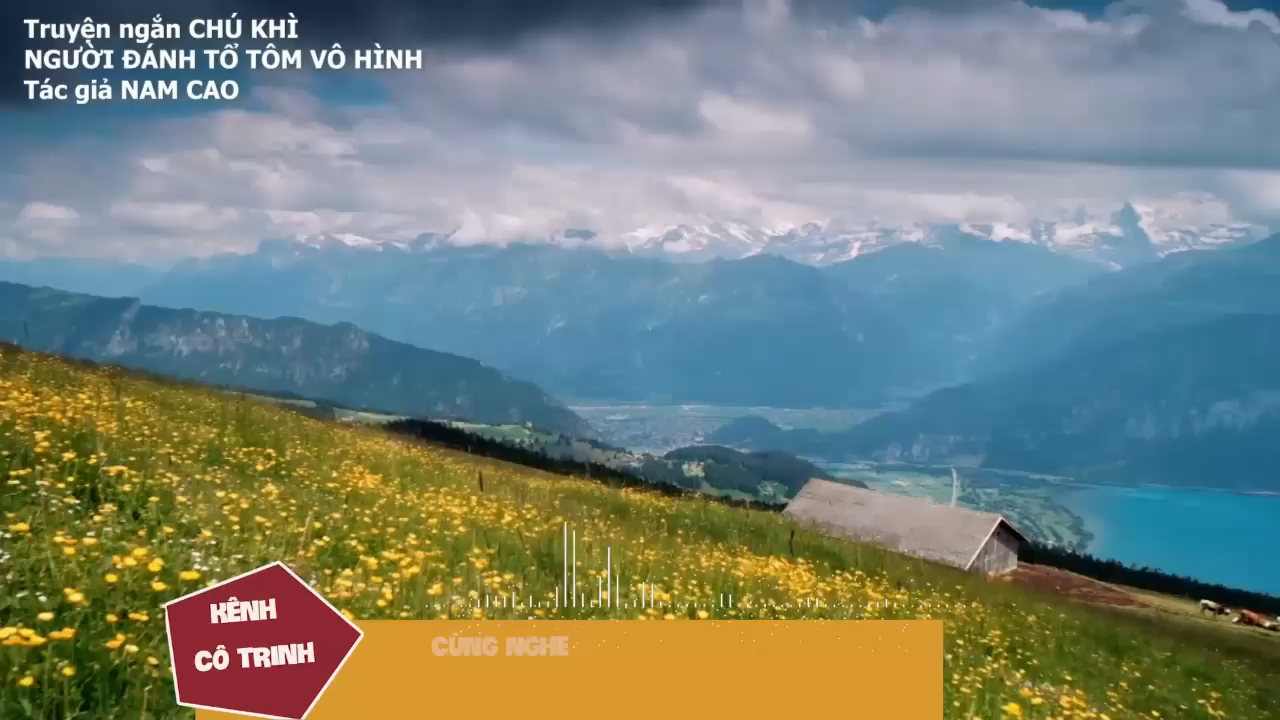 Truyện ngắn CHÚ KHÌ
NGƯỜI ĐÁNH TỔ TÔM VÔ HÌNH
Tác giả NAM CAO
KÊNH
CÔ TRINH
CÙNG NGHE